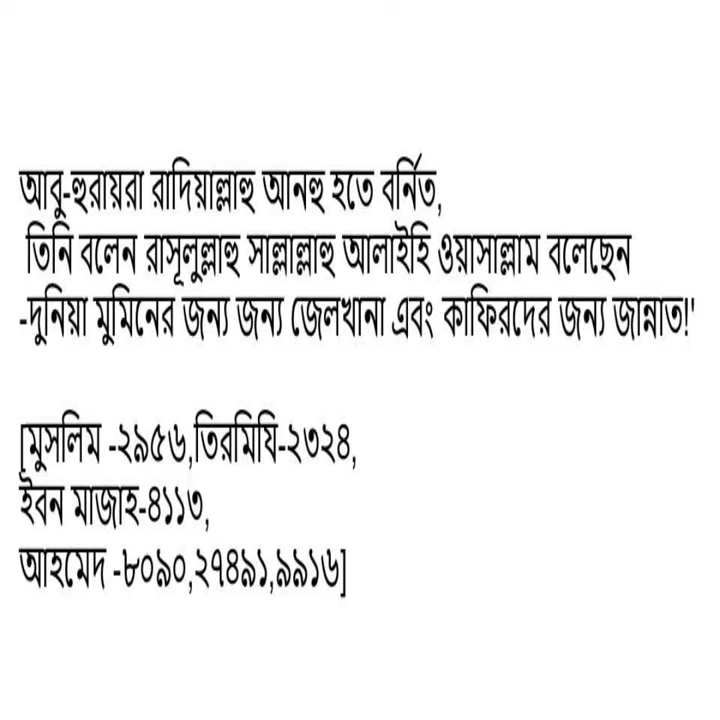 আবু-হুরায়রা রাদিয়াল্লাহু আনহু হতে বর্নিত,
তিনি বলেন রাসূলুল্লাহু সাল্লাল্লাহু আলাইহি ওয়াসাল্লাম বলেছেন
-দুনিয়া মুমিনের জন্য জন্য জেলখানা এবং কাফিরদের জন্য জান্নাত!'
[মুসলিম -২৯৫৬,তিরমিযি-২৩২৪,
ইবন মাজাহ-৪১১৩,
আহমেদ -৮০৯০,২৭৪৯১,৯৯১৬]